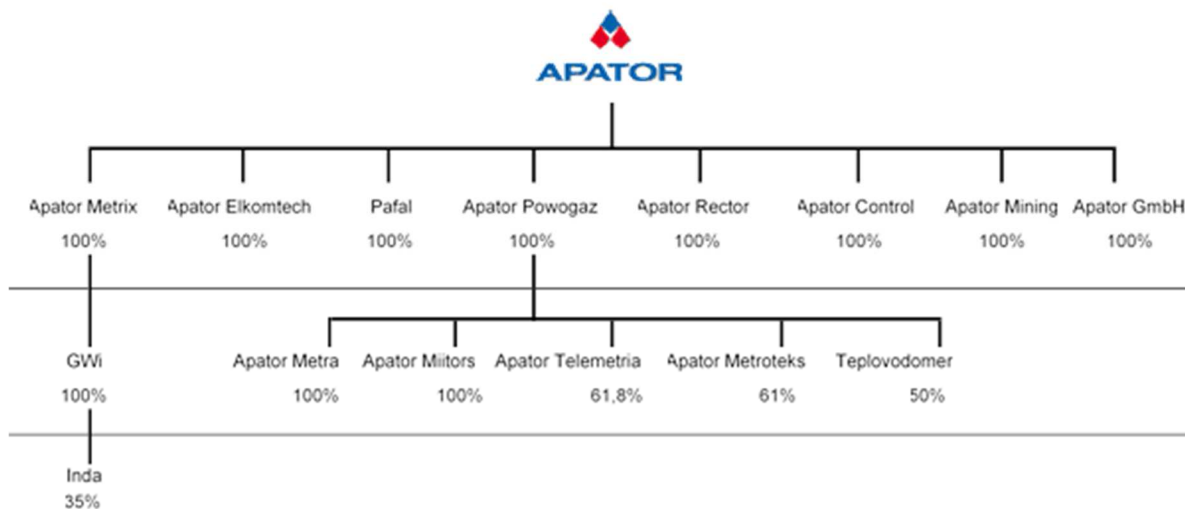 APATOR
Apator Metrix Apator Elkomtech Pafal Apator Powogaz Apator Rector Apator Control Apator Mining Apator GmbH
100% 100% 100% 100% 100% 100% 100% 100%
GWi Apator Metra Apator Miitors Apator Telemetria Apator Metroteks Teplovodomer
100% 100% 100% 61,8% 61% 50%
Inda
35%